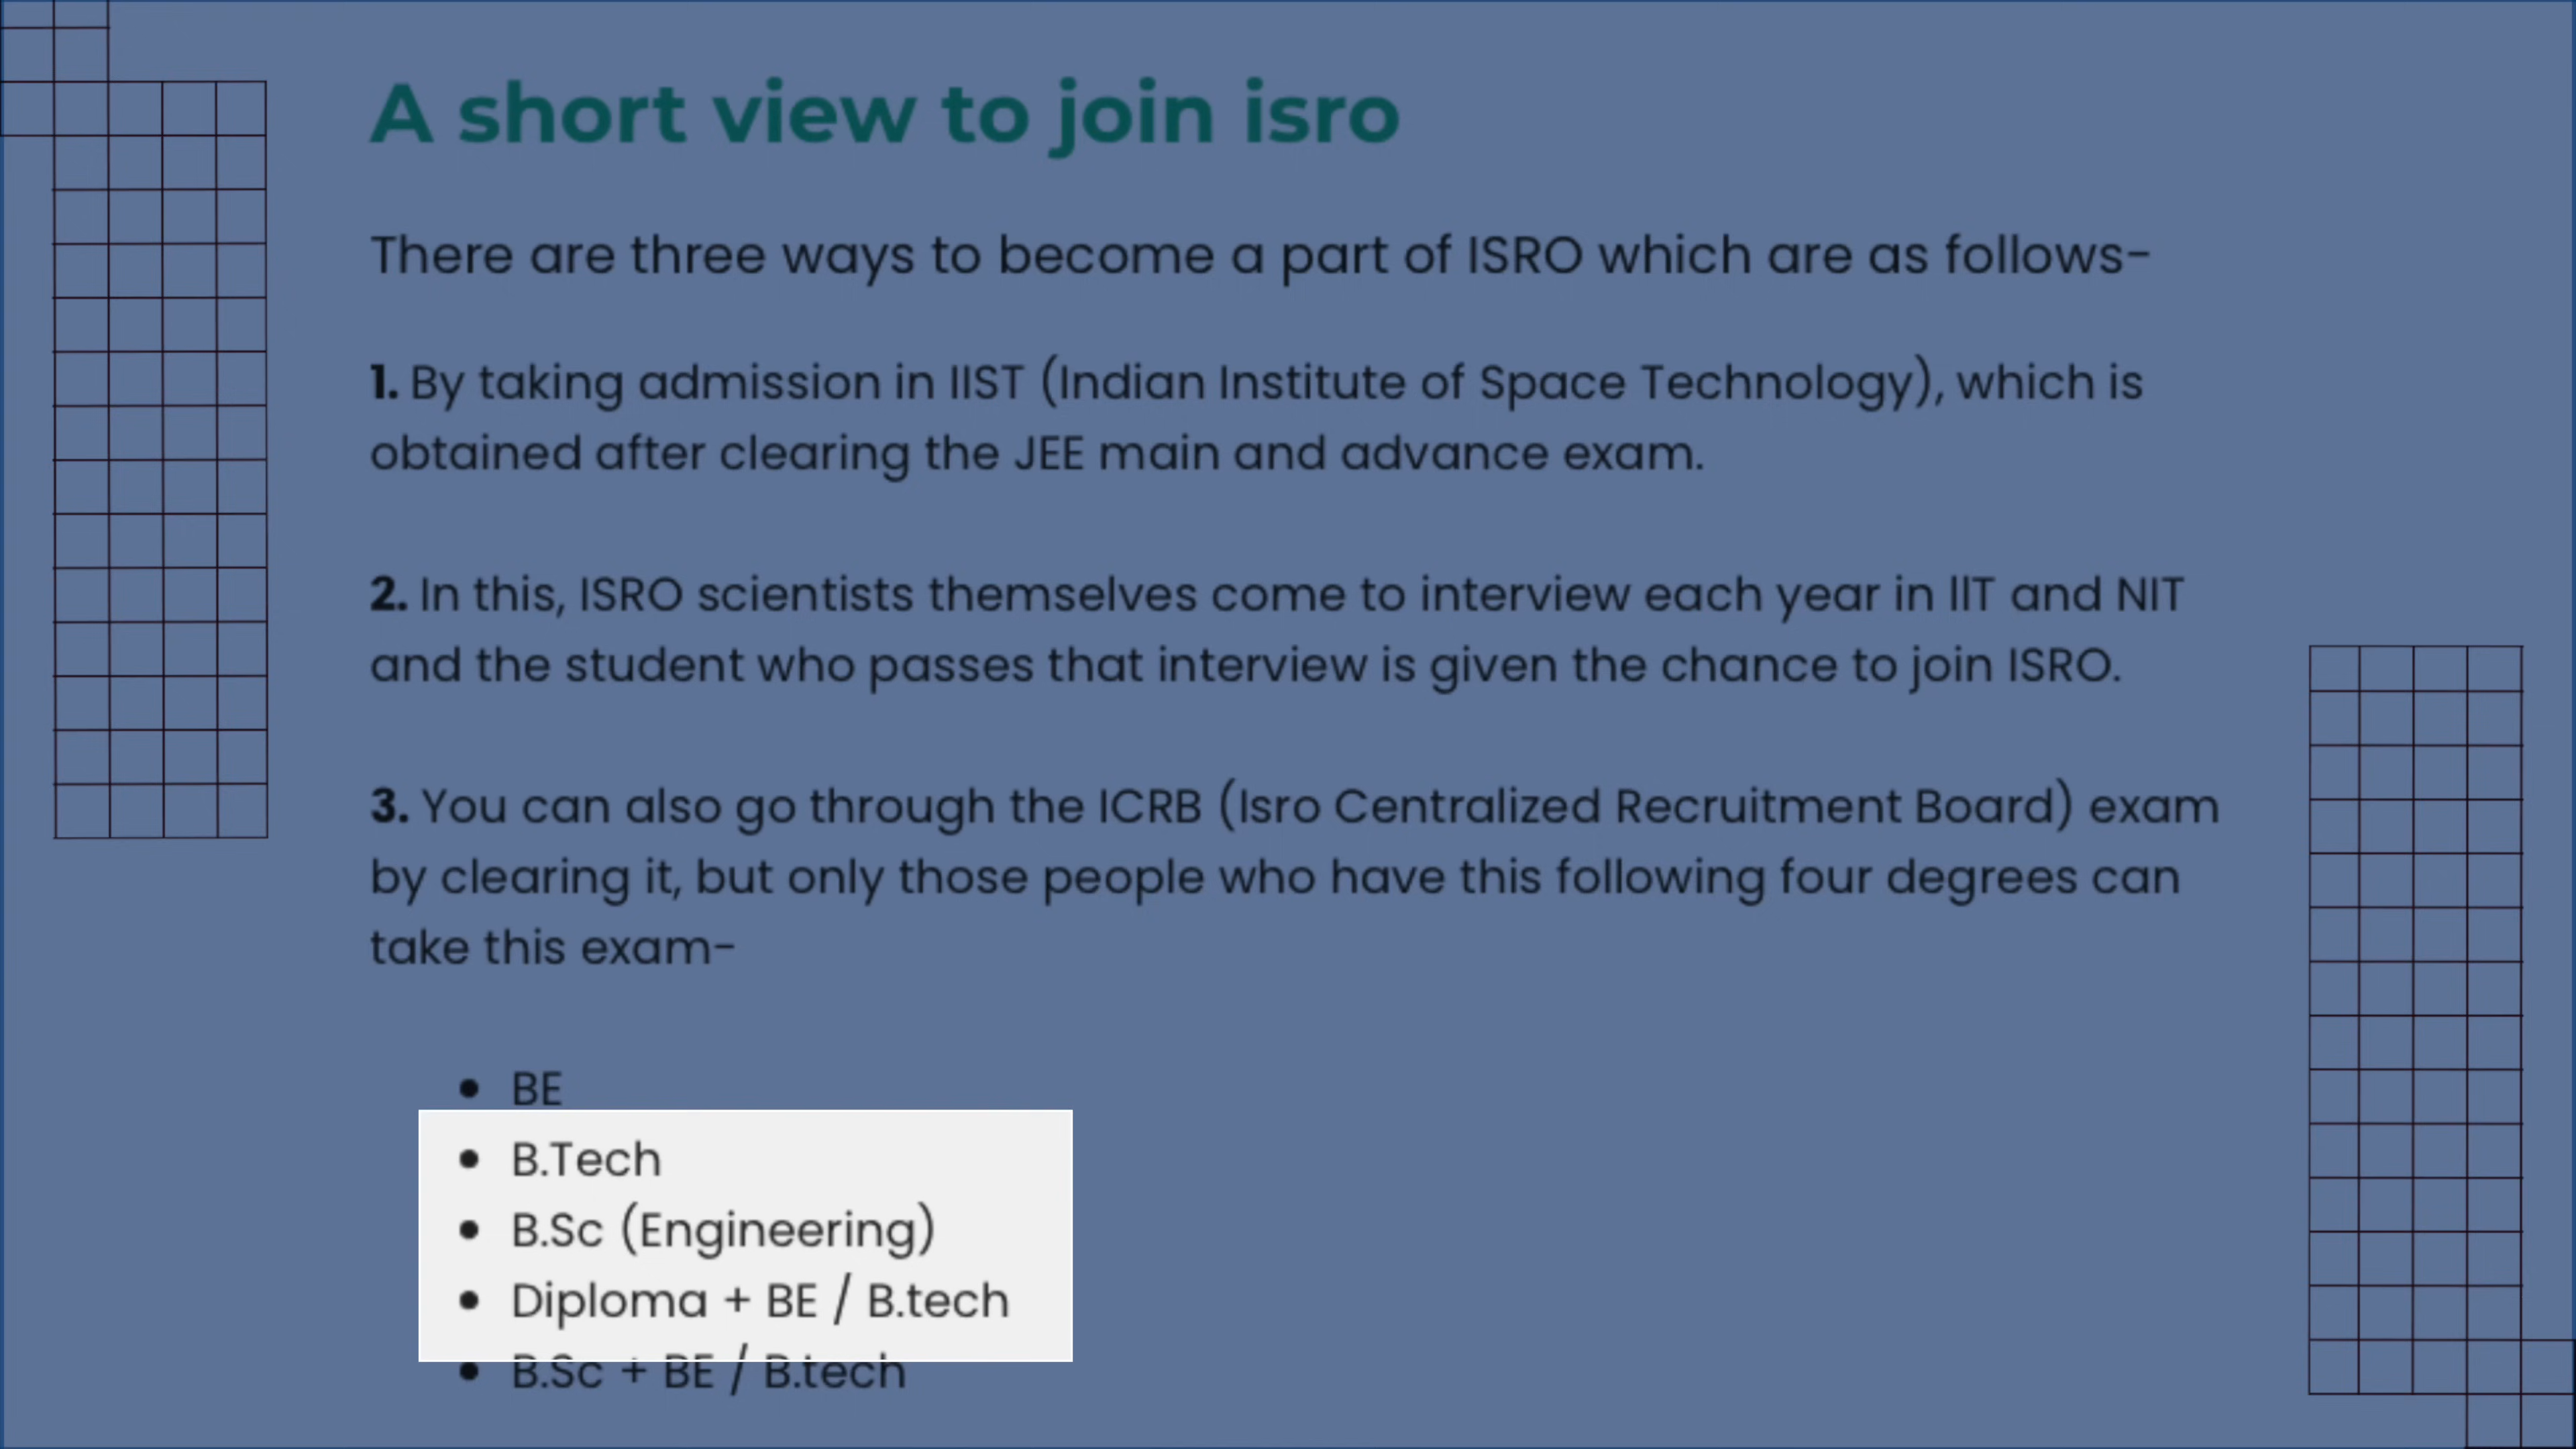 A short view to join isro
There are three ways to become a part of ISRO which are as follows-
1. By taking admission in IIST (Indian Institute of Space Technology), which is
obtained after clearing the JEE main and advance exam.
2. In this, ISRO scientists themselves come to interview each year in IIT and NIT
and the student who passes that interview is given the chance to join ISRO.
3. You can also go through the ICRB (Isro Centralized Recruitment Board) exam
by clearing it, but only those people who have this following four degrees can
take this exam-
• BE
• B.Tech
• B.Sc (Engineering)
• Diploma + BE / B.tech
• B.Sc + BE / B.tech